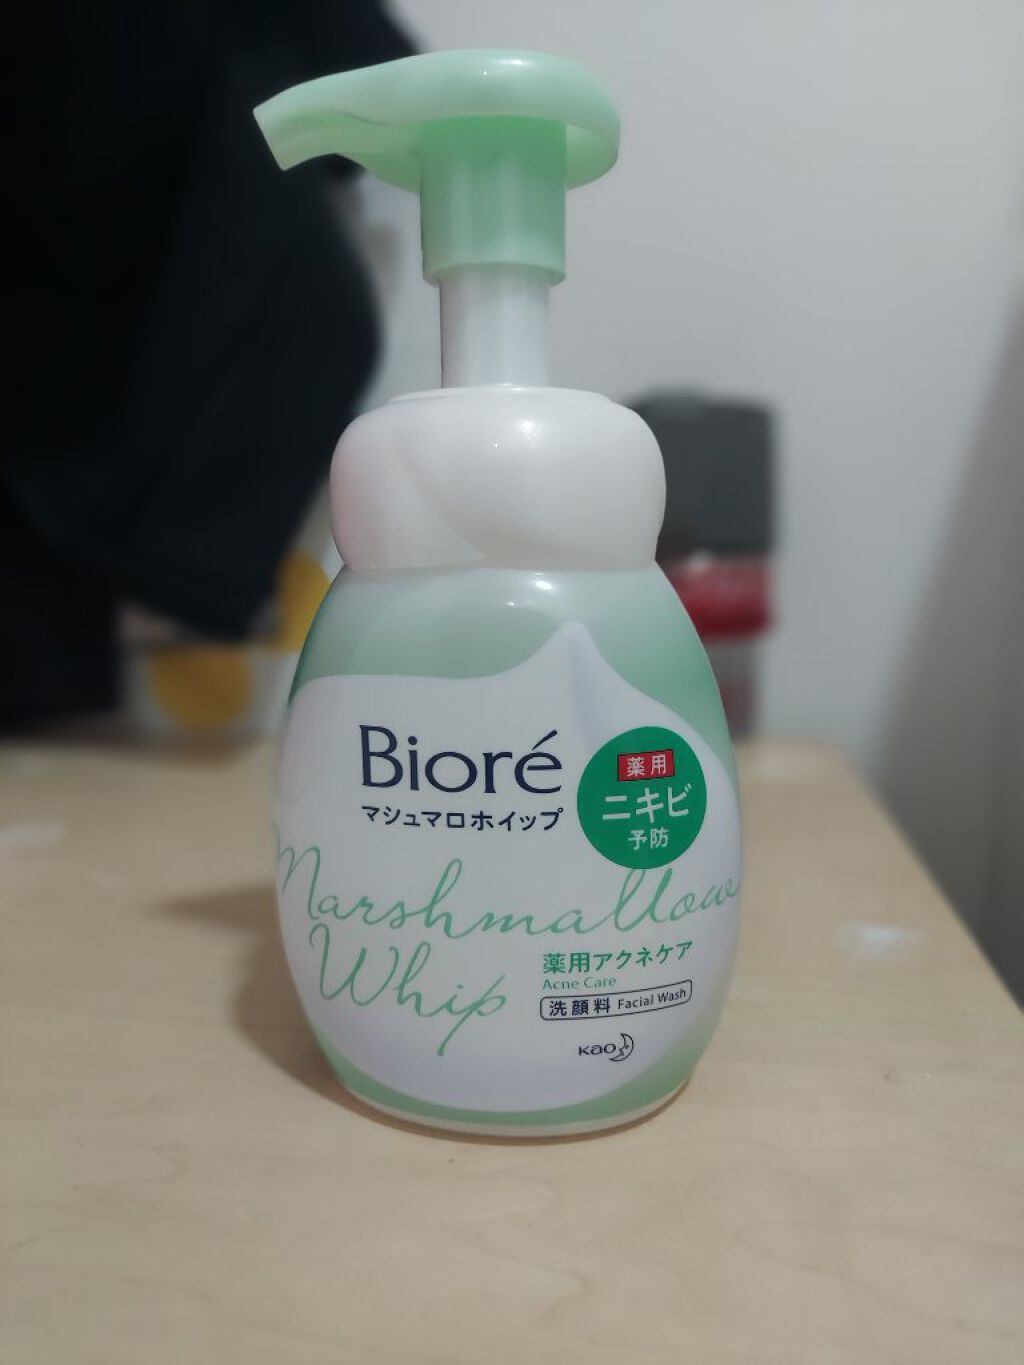 Bioré
マシュマロホイップ
薬用
ニキビ
予防
Marshmallow
Whip
薬用アクネケア
Acne Care
洗顔料 Facial Wash
Kao